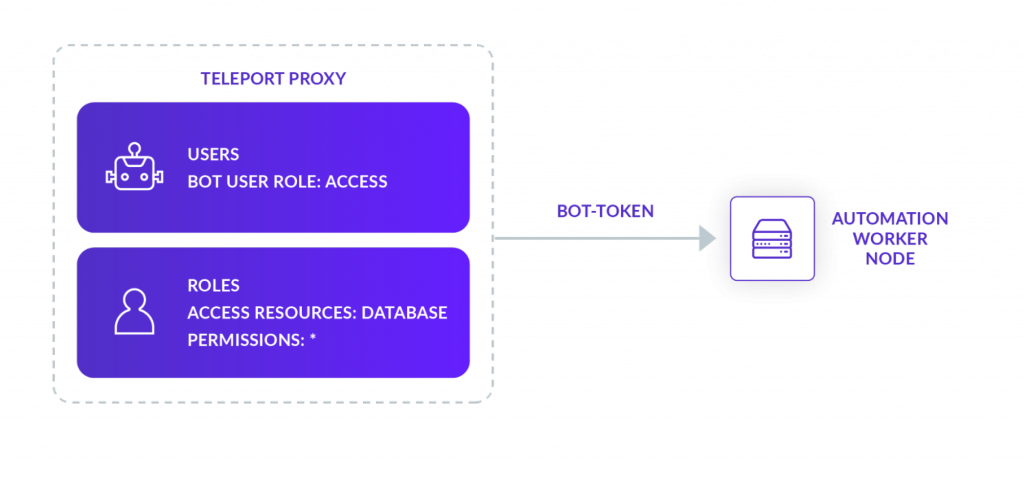 TELEPORT PROXY
USERS
BOT USER ROLE: ACCESS
ROLES
ACCESS RESOURCES: DATABASE
PERMISSIONS: *
BOT-TOKEN
AUTOMATION
WORKER
NODE